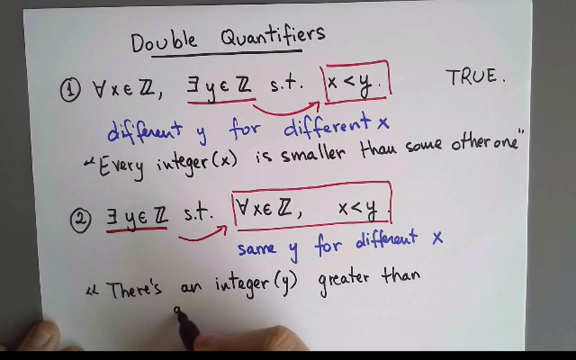 Double Quantifiers
① ∀x∈ℤ, ∃y∈ℤ s.t. x<y. TRUE.
different y for different x
"Every integer(x) is smaller than some other one"
② ∃y∈ℤ s.t. ∀x∈ℤ, x<y.
same y for different x
"There's an integer(y) greater than